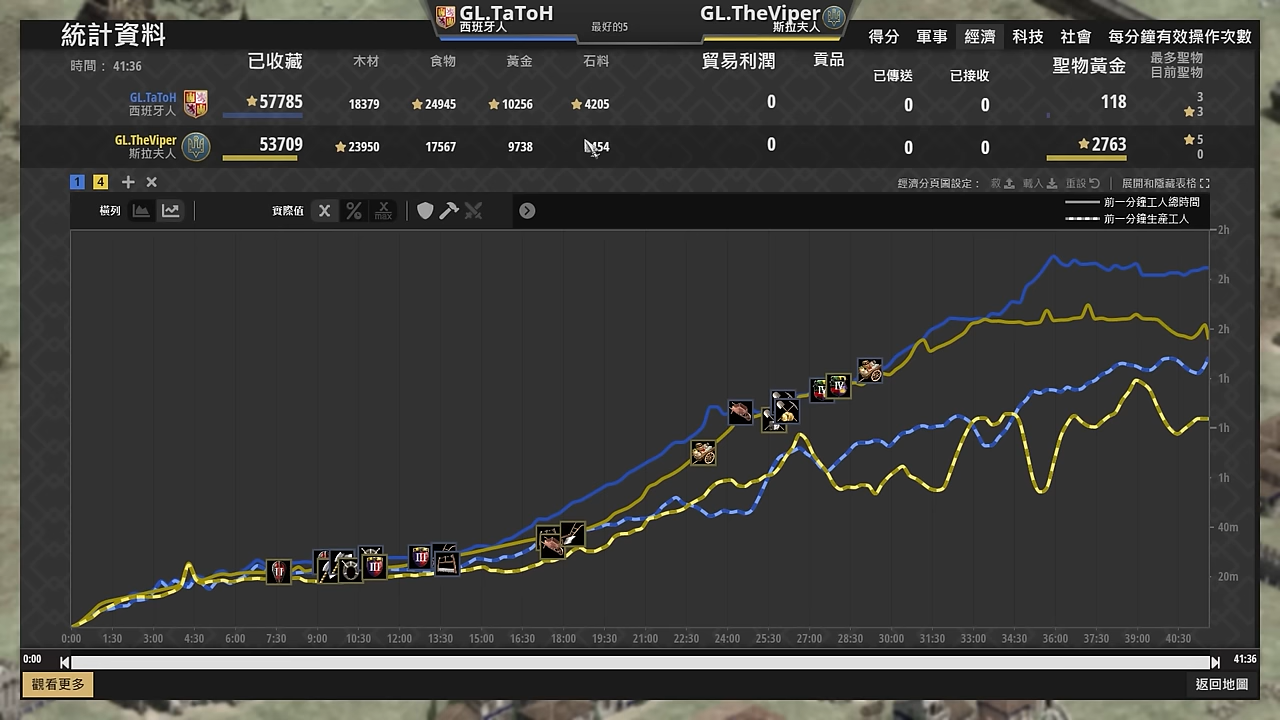 GL.TaToH
西班牙人
最好的5
GL.TheViper
斯拉夫人
統計資料
得分 軍事 經濟 科技 社會 每分鐘有效操作次數
時間： 41:36
已收藏 木材 食物 黃金 石料 貿易利潤 貢品 已傳送 已接收 聖物黃金 最多聖物 目前聖物
GL.TaToH
西班牙人
57785 18379 24945 10256 4205 0 0 0 118 3 3
GL.TheViper
斯拉夫人
53709 23950 17567 9738 0 0 0 2763 5 0
1 4
經濟分頁圖設定： 載入 重設 展開和隱藏表格
橫列 實際值 X % X max
前一分鐘工人總時間
前一分鐘生產工人
2h
2h
2h
1h
1h
1h
40m
20m
II III III IV IV
0:00 1:30 3:00 4:30 6:00 7:30 9:00 10:30 12:00 13:30 15:00 16:30 18:00 19:30 21:00 22:30 24:00 25:30 27:00 28:30 30:00 31:30 33:00 34:30 36:00 37:30 39:00 40:30
0:00 41:36
觀看更多 返回地圖